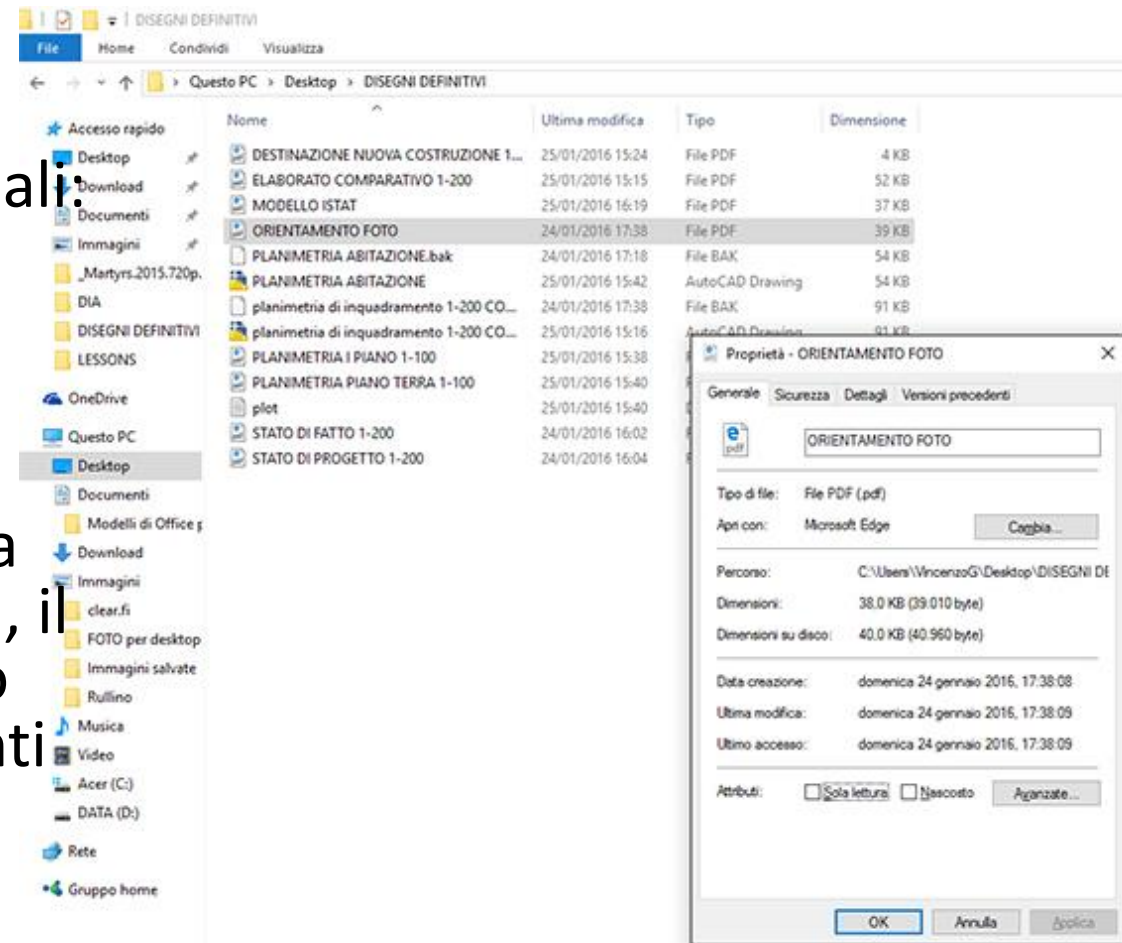 DISEGNI DEFINITIVI
File Home Condividi Visualizza
Questo PC > Desktop > DISEGNI DEFINITIVI
Accesso rapido
Desktop
Download
Documenti
Immagini
_Martyrs.2015.720p.
DIA
DISEGNI DEFINITIVI
LESSONS
OneDrive
Questo PC
Desktop
Documenti
Modelli di Office p
Download
Immagini
clear.fi
FOTO per desktop
Immagini salvate
Rullino
Musica
Video
Acer (C:)
DATA (D:)
Rete
Gruppo home
ali:
a
, il
o
ti
Nome Ultima modifica Tipo Dimensione
DESTINAZIONE NUOVA COSTRUZIONE 1... 25/01/2016 15:24 File PDF 4 KB
ELABORATO COMPARATIVO 1-200 25/01/2016 15:15 File PDF 52 KB
MODELLO ISTAT 25/01/2016 16:19 File PDF 37 KB
ORIENTAMENTO FOTO 24/01/2016 17:38 File PDF 39 KB
PLANIMETRIA ABITAZIONE.bak 24/01/2016 17:18 File BAK 54 KB
PLANIMETRIA ABITAZIONE 25/01/2016 15:42 AutoCAD Drawing 54 KB
planimetria di inquadramento 1-200 CO... 24/01/2016 17:38 File BAK 91 KB
planimetria di inquadramento 1-200 CO... 25/01/2016 15:16 AutoCAD Drawing 91 KB
PLANIMETRIA I PIANO 1-100 25/01/2016 15:38
PLANIMETRIA PIANO TERRA 1-100 25/01/2016 15:40
plot 25/01/2016 15:40
STATO DI FATTO 1-200 24/01/2016 16:02
STATO DI PROGETTO 1-200 24/01/2016 16:04
Proprietà - ORIENTAMENTO FOTO
Generale Sicurezza Dettagli Versioni precedenti
pdf ORIENTAMENTO FOTO
Tipo di file: File PDF (.pdf)
Apri con: Microsoft Edge Cambia...
Percorso: C:\Users\VincenzoG\Desktop\DISEGNI DE
Dimensioni: 38.0 KB (39.010 byte)
Dimensioni su disco: 40.0 KB (40.960 byte)
Data creazione: domenica 24 gennaio 2016, 17:38:08
Ultima modifica: domenica 24 gennaio 2016, 17:38:09
Ultimo accesso: domenica 24 gennaio 2016, 17:38:09
Attributi: Sola lettura Nascosto Avanzate...
OK Annulla Applica